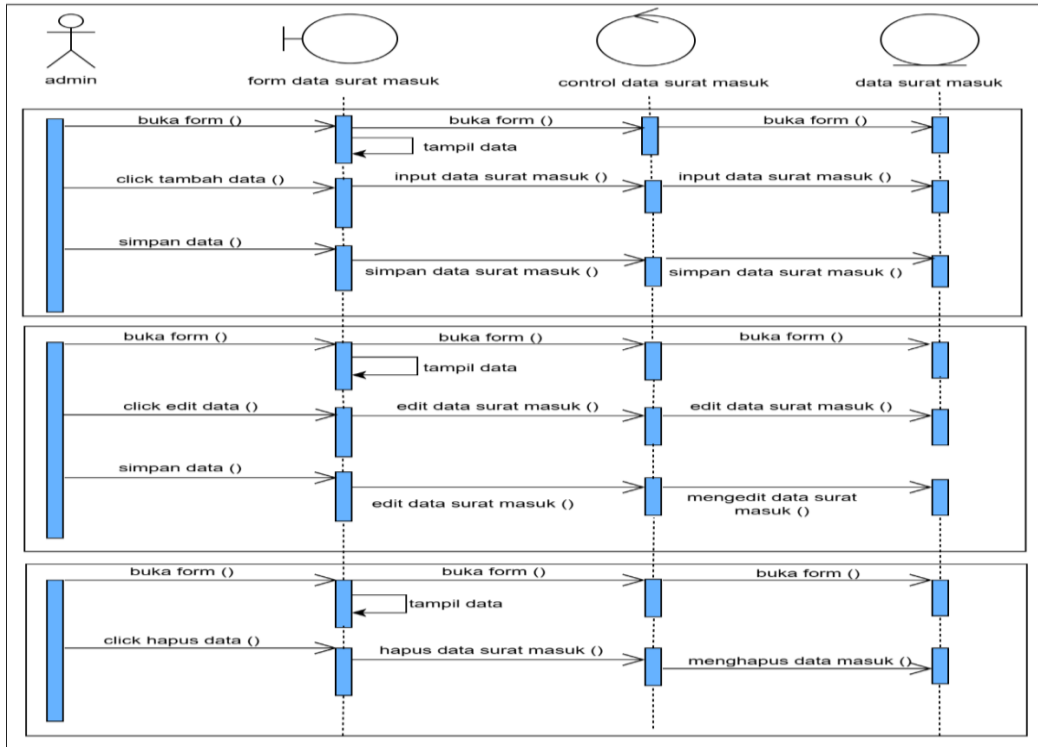 admin
form data surat masuk
control data surat masuk
data surat masuk
buka form ()
buka form ()
buka form ()
tampil data
click tambah data ()
input data surat masuk ()
input data surat masuk ()
simpan data ()
simpan data surat masuk ()
simpan data surat masuk ()
buka form ()
buka form ()
buka form ()
tampil data
click edit data ()
edit data surat masuk ()
edit data surat masuk ()
simpan data ()
edit data surat masuk ()
mengedit data surat
masuk ()
buka form ()
buka form ()
buka form ()
tampil data
click hapus data ()
hapus data surat masuk ()
menghapus data masuk ()